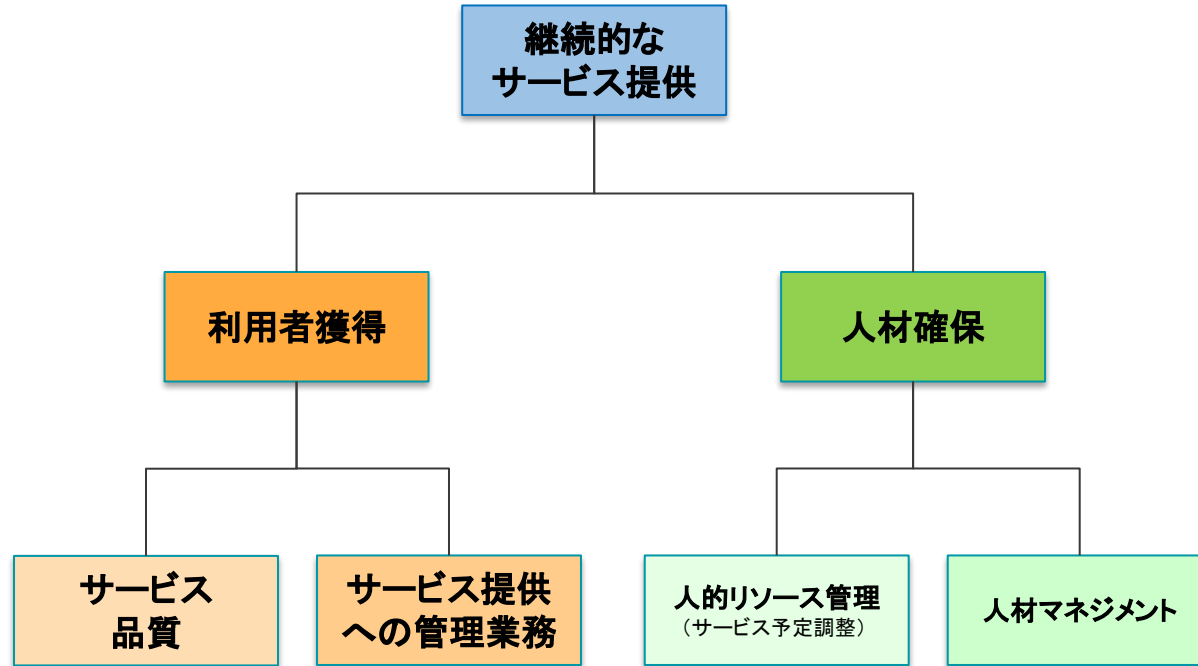 継続的な
サービス提供
利用者獲得
人材確保
サービス
品質
サービス提供
への管理業務
人的リソース管理
（サービス予定調整）
人材マネジメント